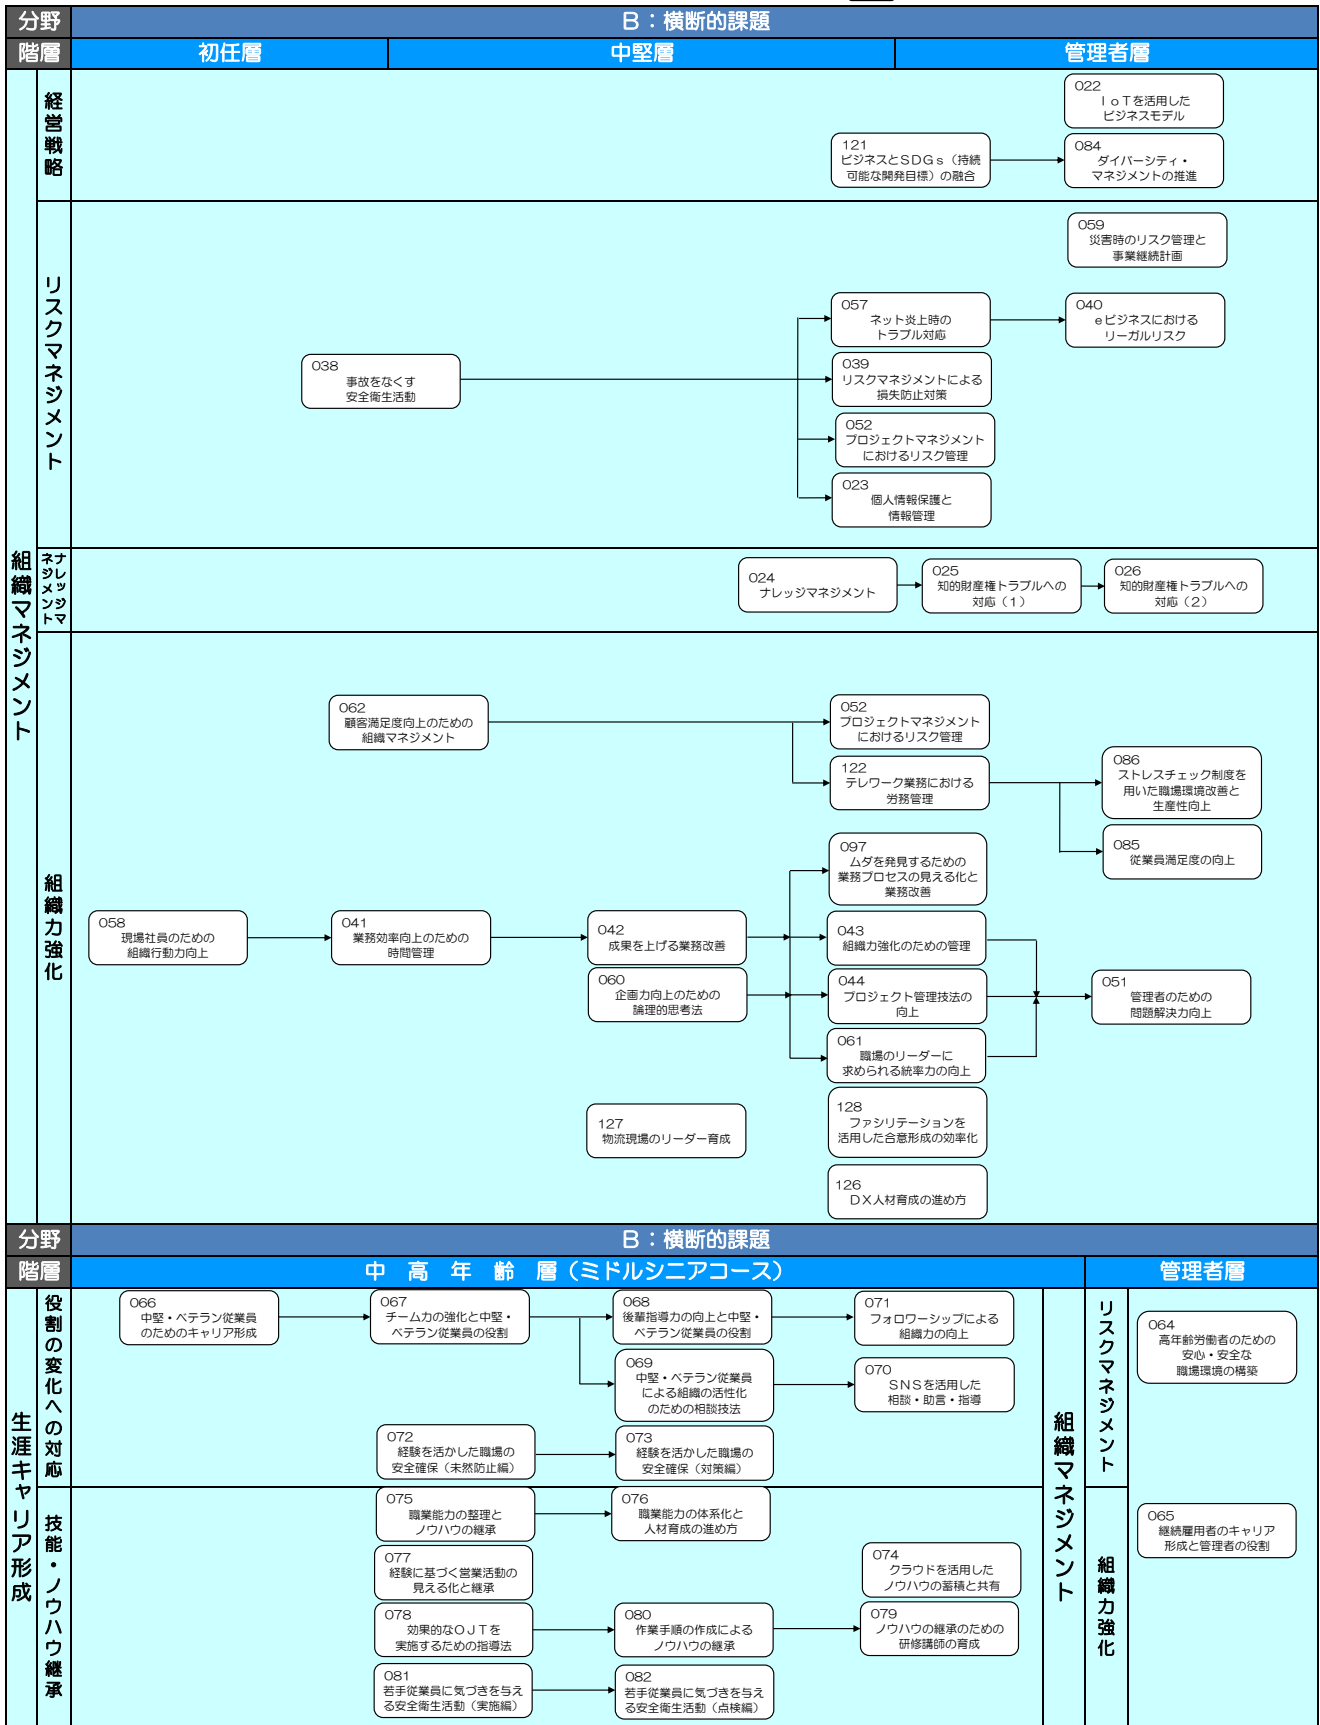 分野
B：横断的課題
階層
初任層
中堅層
管理者層
組織マネジメント
経営戦略
022
ＩｏＴを活用した
ビジネスモデル
121
ビジネスとＳＤＧｓ（持続
可能な開発目標）の融合
084
ダイバーシティ・
マネジメントの推進
リスクマネジメント
059
災害時のリスク管理と
事業継続計画
057
ネット炎上時の
トラブル対応
040
ｅビジネスにおける
リーガルリスク
038
事故をなくす
安全衛生活動
039
リスクマネジメントによる
損失防止対策
052
プロジェクトマネジメント
におけるリスク管理
023
個人情報保護と
情報管理
ナレッジマ
ネジメント
024
ナレッジマネジメント
025
知的財産権トラブルへの
対応（１）
026
知的財産権トラブルへの
対応（２）
組織力強化
062
顧客満足度向上のための
組織マネジメント
052
プロジェクトマネジメント
におけるリスク管理
122
テレワーク業務における
労務管理
086
ストレスチェック制度を
用いた職場環境改善と
生産性向上
085
従業員満足度の向上
097
ムダを発見するための
業務プロセスの見える化と
業務改善
058
現場社員のための
組織行動力向上
041
業務効率向上のための
時間管理
042
成果を上げる業務改善
043
組織力強化のための管理
060
企画力向上のための
論理的思考法
044
プロジェクト管理技法の
向上
051
管理者のための
問題解決力向上
061
職場のリーダーに
求められる統率力の向上
127
物流現場のリーダー育成
128
ファシリテーションを
活用した合意形成の効率化
126
ＤＸ人材育成の進め方
分野
B：横断的課題
階層
中　高　年　齢　層（ミドルシニアコース）
管理者層
生涯キャリア形成
役割の変化への対応
066
中堅・ベテラン従業員
のためのキャリア形成
067
チーム力の強化と中堅・
ベテラン従業員の役割
068
後輩指導力の向上と中堅・
ベテラン従業員の役割
071
フォロワーシップによる
組織力の向上
069
中堅・ベテラン従業員
による組織の活性化
のための相談技法
070
ＳＮＳを活用した
相談・助言・指導
072
経験を活かした職場の
安全確保（未然防止編）
073
経験を活かした職場の
安全確保（対策編）
技能・ノウハウ継承
075
職業能力の整理と
ノウハウの継承
076
職業能力の体系化と
人材育成の進め方
077
経験に基づく営業活動の
見える化と継承
074
クラウドを活用した
ノウハウの蓄積と共有
078
効果的なＯＪＴを
実施するための指導法
080
作業手順の作成による
ノウハウの継承
079
ノウハウの継承のための
研修講師の育成
081
若手従業員に気づきを与え
る安全衛生活動（実施編）
082
若手従業員に気づきを与え
る安全衛生活動（点検編）
組織マネジメント
リスクマネジメント
064
高年齢労働者のための
安心・安全な
職場環境の構築
組織力強化
065
継続雇用者のキャリア
形成と管理者の役割